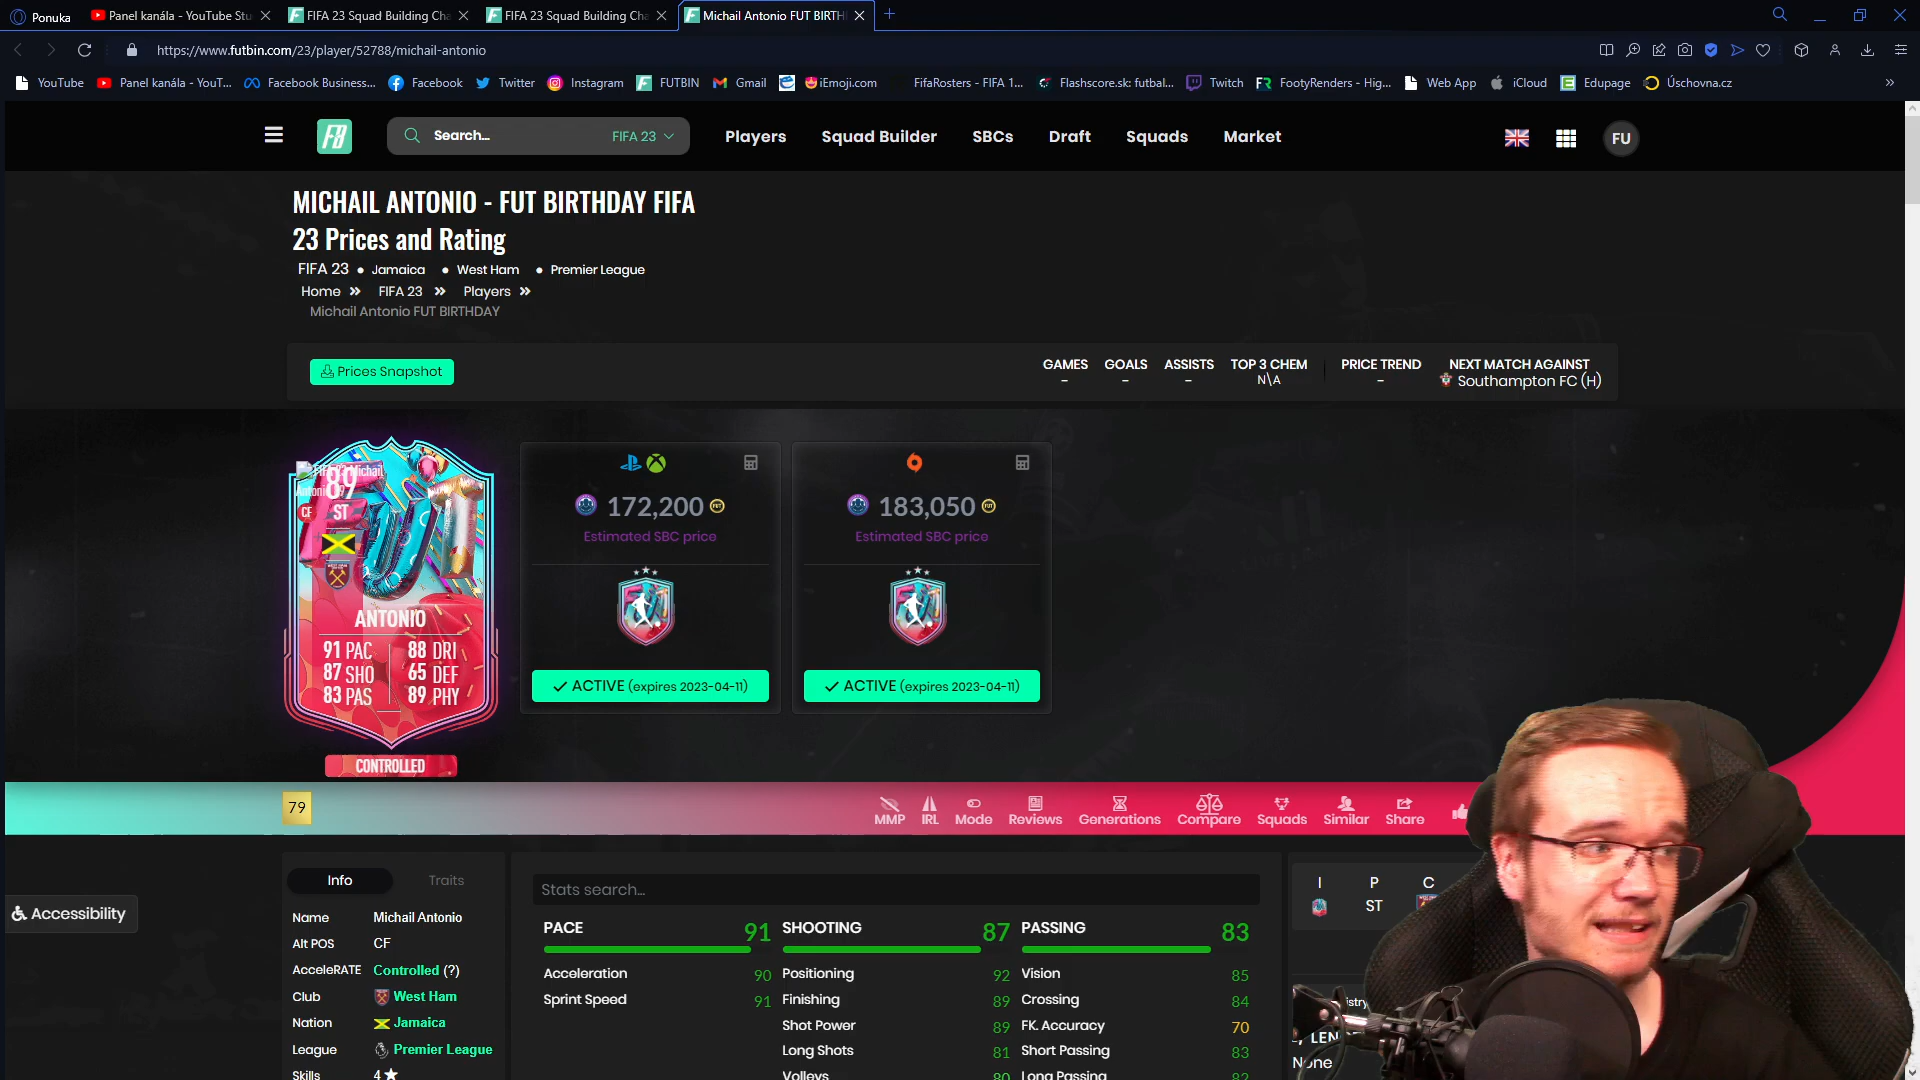 Ponuka
Panel kanála - YouTube Stu
FIFA 23 Squad Building Cha
FIFA 23 Squad Building Cha
Michail Antonio FUT BIRTH
https://www.futbin.com/23/player/52788/michail-antonio
YouTube
Panel kanála - YouT...
Facebook Business...
Facebook
Twitter
Instagram
FUTBIN
Gmail
iEmoji.com
FifaRosters - FIFA 1...
Flashscore.sk: futbal...
Twitch
FootyRenders - Hig...
Web App
iCloud
Edupage
Úschovna.cz
FB
Search...
FIFA 23
Players
Squad Builder
SBCs
Draft
Squads
Market
FU
MICHAIL ANTONIO - FUT BIRTHDAY FIFA
23 Prices and Rating
FIFA 23 • Jamaica • West Ham • Premier League
Home » FIFA 23 » Players »
Michail Antonio FUT BIRTHDAY
Prices Snapshot
GAMES
-
GOALS
-
ASSISTS
-
TOP 3 CHEM
N\A
PRICE TREND
-
NEXT MATCH AGAINST
Southampton FC (H)
89
CF
ST
ANTONIO
91 PAC
88 DRI
87 SHO
65 DEF
83 PAS
89 PHY
CONTROLLED
172,200
Estimated SBC price
ACTIVE (expires 2023-04-11)
183,050
Estimated SBC price
ACTIVE (expires 2023-04-11)
79
MMP
IRL
Mode
Reviews
Generations
Compare
Squads
Similar
Share
Accessibility
Info
Traits
Name Michail Antonio
Alt POS CF
AcceleRATE Controlled (?)
Club West Ham
Nation Jamaica
League Premier League
Skills 4★
Stats search...
PACE 91
Acceleration 90
Sprint Speed 91
SHOOTING 87
Positioning 92
Finishing 89
Shot Power 89
Long Shots 81
Volleys 80
PASSING 83
Vision 85
Crossing 84
FK. Accuracy 70
Short Passing 83
Long Passing 82
I P C
ST
None